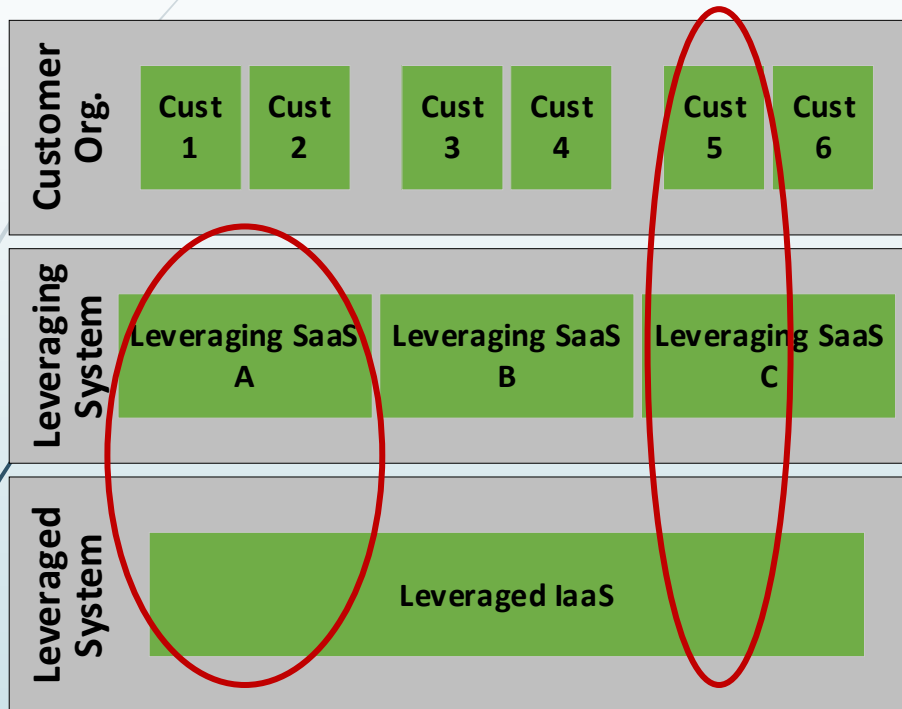 Customer
Org.
Cust
1
Cust
2
Cust
3
Cust
4
Cust
5
Cust
6
Leveraging
System
Leveraging SaaS
A
Leveraging SaaS
B
Leveraging SaaS
C
Leveraged
System
Leveraged IaaS